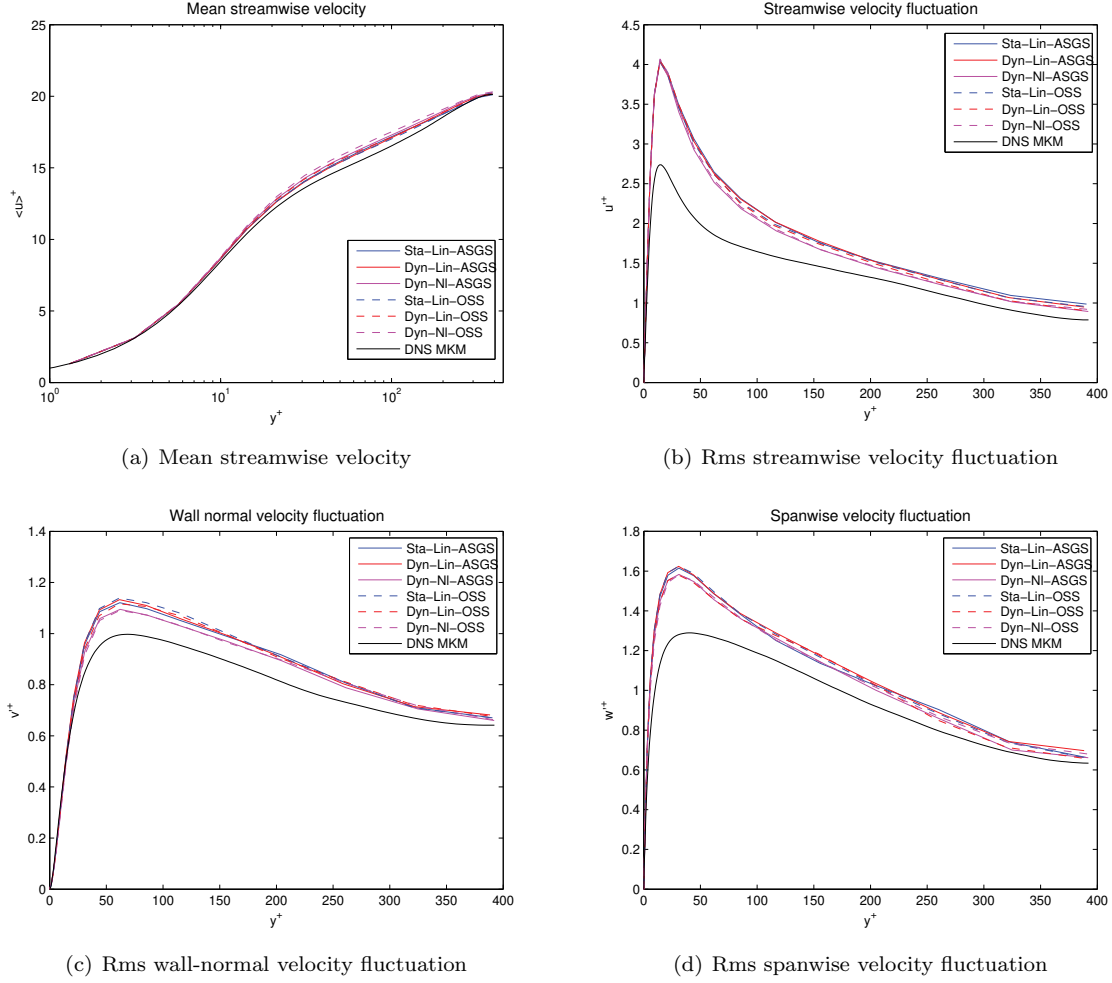 Mean streamwise velocity
25
20
15
10
5
0
10^0
10^1
10^2
<u>^+
y^+
Sta-Lin-ASGS
Dyn-Lin-ASGS
Dyn-Nl-ASGS
Sta-Lin-OSS
Dyn-Lin-OSS
Dyn-Nl-OSS
DNS MKM
(a) Mean streamwise velocity
Streamwise velocity fluctuation
4.5
4
3.5
3
2.5
2
1.5
1
0.5
0
0
50
100
150
200
250
300
350
400
u'^+
y^+
Sta-Lin-ASGS
Dyn-Lin-ASGS
Dyn-Nl-ASGS
Sta-Lin-OSS
Dyn-Lin-OSS
Dyn-Nl-OSS
DNS MKM
(b) Rms streamwise velocity fluctuation
Wall normal velocity fluctuation
1.4
1.2
1
0.8
0.6
0.4
0.2
0
0
50
100
150
200
250
300
350
400
v'^+
y^+
Sta-Lin-ASGS
Dyn-Lin-ASGS
Dyn-Nl-ASGS
Sta-Lin-OSS
Dyn-Lin-OSS
Dyn-Nl-OSS
DNS MKM
(c) Rms wall-normal velocity fluctuation
Spanwise velocity fluctuation
1.8
1.6
1.4
1.2
1
0.8
0.6
0.4
0.2
0
0
50
100
150
200
250
300
350
400
w'^+
y^+
Sta-Lin-ASGS
Dyn-Lin-ASGS
Dyn-Nl-ASGS
Sta-Lin-OSS
Dyn-Lin-OSS
Dyn-Nl-OSS
DNS MKM
(d) Rms spanwise velocity fluctuation